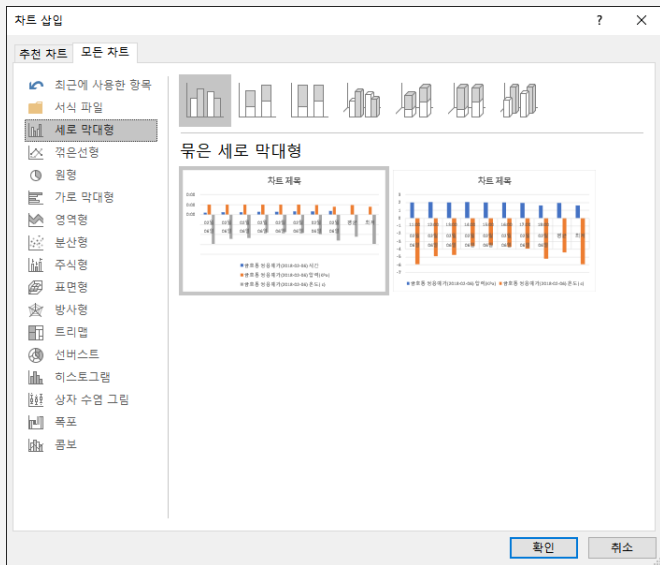 차트 삽입
?
추천 차트
모든 차트
최근에 사용한 항목
서식 파일
세로 막대형
꺾은선형
원형
가로 막대형
영역형
분산형
주식형
표면형
방사형
트리맵
선버스트
히스토그램
상자 수염 그림
폭포
콤보
묶은 세로 막대형
차트 제목
차트 제목
확인
취소